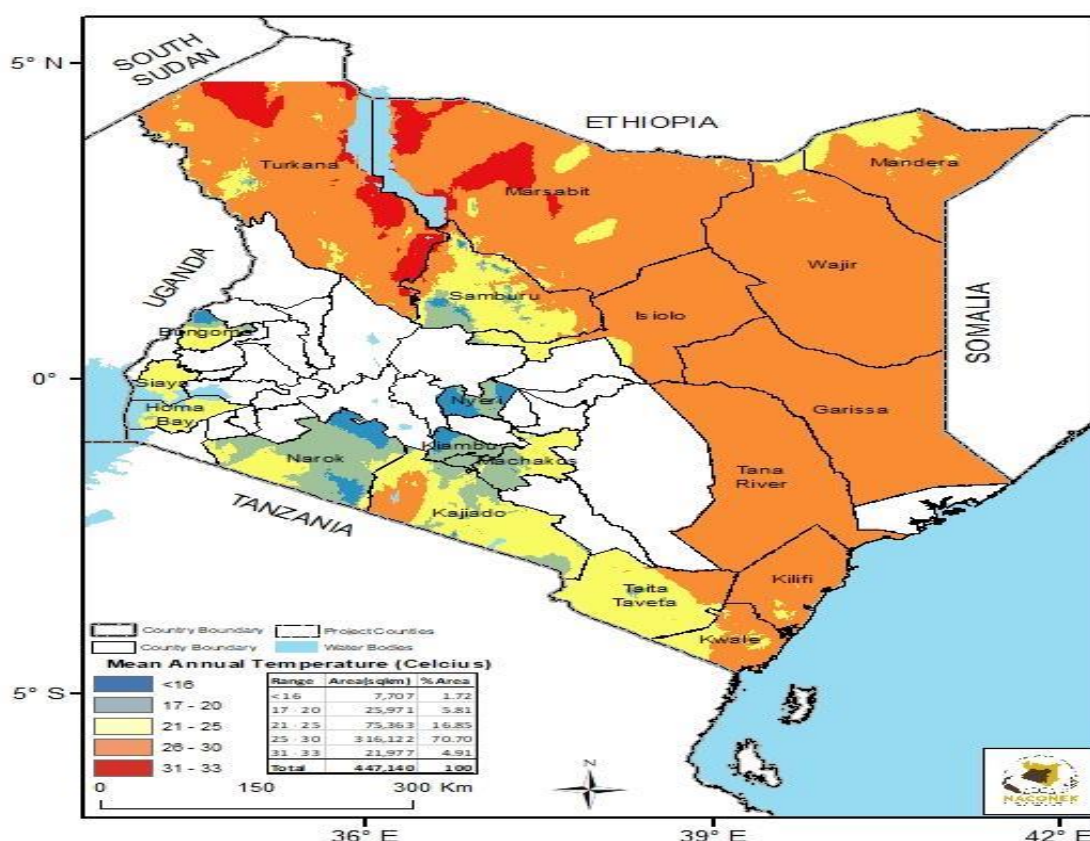 5° N
SOUTH
SUDAN
ETHIOPIA
Mandera
Turkana
Marsabit
Wajir
UGANDA
SOMALIA
Samburu
Isiolo
Bungoma
0°
Siaya
Homa
Bay
Nyeri
Garissa
Kiambu
Narok
Machakos
Tana
River
TANZANIA
Kajiado
Kilifi
Taita
Taveta
Kwale
Country Boundary
Project Counties
County Boundary
Water Bodies
Mean Annual Temperature (Celcius)
5° S
<16
17 - 20
21 - 25
26 - 30
31 - 33
Range Area(sqkm) % Area
<16 7,707 1.72
17 - 20 25,971 5.81
21 - 25 75,363 16.85
25 - 30 316,122 70.70
31 - 33 21,977 4.91
Total 447,140 100
0 150 300 Km
N
NACONEK
36° E
39° E
42° E